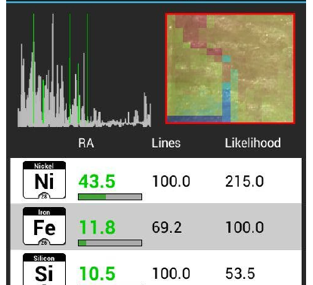 RA Lines Likelihood
Nickel
Ni 43.5 100.0 215.0
Iron
Fe 11.8 69.2 100.0
Silicon
Si 10.5 100.0 53.5